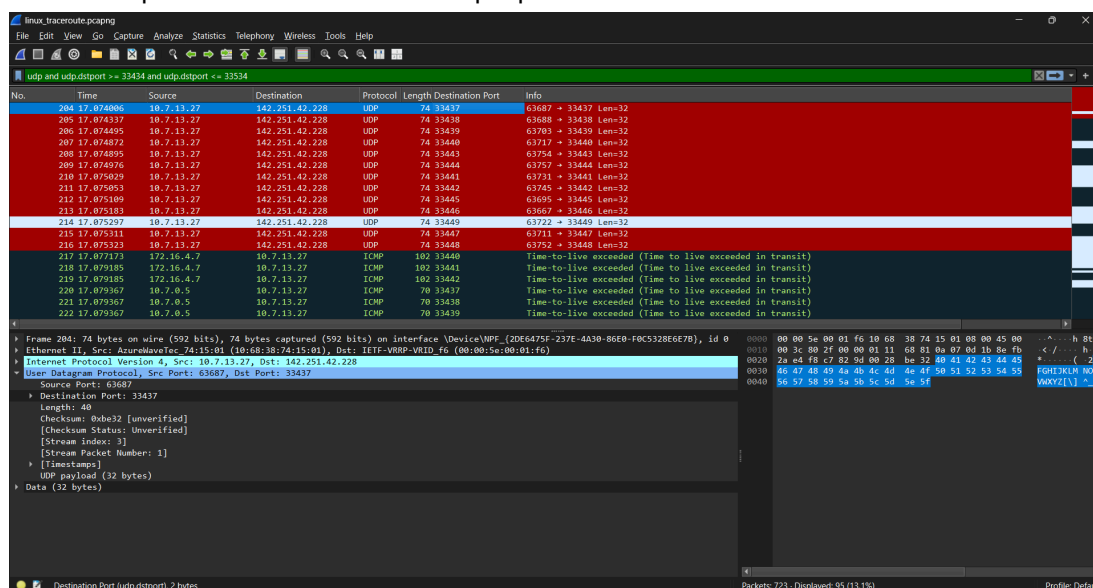 linux_traceroute.pcapng
File Edit View Go Capture Analyze Statistics Telephony Wireless Tools Help
udp and udp.dstport >= 33434 and udp.dstport <= 33534
No. Time Source Destination Protocol Length Destination Port Info
204 17.074006 10.7.13.27 142.251.42.228 UDP 74 33437 63687 → 33437 Len=32
205 17.074337 10.7.13.27 142.251.42.228 UDP 74 33438 63688 → 33438 Len=32
206 17.074495 10.7.13.27 142.251.42.228 UDP 74 33439 63703 → 33439 Len=32
207 17.074872 10.7.13.27 142.251.42.228 UDP 74 33440 63717 → 33440 Len=32
208 17.074895 10.7.13.27 142.251.42.228 UDP 74 33443 63754 → 33443 Len=32
209 17.074976 10.7.13.27 142.251.42.228 UDP 74 33444 63757 → 33444 Len=32
210 17.075029 10.7.13.27 142.251.42.228 UDP 74 33441 63731 → 33441 Len=32
211 17.075053 10.7.13.27 142.251.42.228 UDP 74 33442 63745 → 33442 Len=32
212 17.075109 10.7.13.27 142.251.42.228 UDP 74 33445 63695 → 33445 Len=32
213 17.075183 10.7.13.27 142.251.42.228 UDP 74 33446 63667 → 33446 Len=32
214 17.075297 10.7.13.27 142.251.42.228 UDP 74 33449 63722 → 33449 Len=32
215 17.075311 10.7.13.27 142.251.42.228 UDP 74 33447 63711 → 33447 Len=32
216 17.075323 10.7.13.27 142.251.42.228 UDP 74 33448 63752 → 33448 Len=32
217 17.077173 172.16.4.7 10.7.13.27 ICMP 102 33440 Time-to-live exceeded (Time to live exceeded in transit)
218 17.079185 172.16.4.7 10.7.13.27 ICMP 102 33441 Time-to-live exceeded (Time to live exceeded in transit)
219 17.079185 172.16.4.7 10.7.13.27 ICMP 102 33442 Time-to-live exceeded (Time to live exceeded in transit)
220 17.079367 10.7.0.5 10.7.13.27 ICMP 70 33437 Time-to-live exceeded (Time to live exceeded in transit)
221 17.079367 10.7.0.5 10.7.13.27 ICMP 70 33438 Time-to-live exceeded (Time to live exceeded in transit)
222 17.079367 10.7.0.5 10.7.13.27 ICMP 70 33439 Time-to-live exceeded (Time to live exceeded in transit)
Frame 204: 74 bytes on wire (592 bits), 74 bytes captured (592 bits) on interface \Device\NPF_{2DE6475F-237E-4A30-86E0-F0C5328E6E7B}, id 0
Ethernet II, Src: AzureWaveTec_74:15:01 (10:68:38:74:15:01), Dst: IETF-VRRP-VRID_f6 (00:00:5e:00:01:f6)
Internet Protocol Version 4, Src: 10.7.13.27, Dst: 142.251.42.228
User Datagram Protocol, Src Port: 63687, Dst Port: 33437
Source Port: 63687
Destination Port: 33437
Length: 40
Checksum: 0xbe32 [unverified]
[Checksum Status: Unverified]
[Stream index: 3]
[Stream Packet Number: 1]
[Timestamps]
UDP payload (32 bytes)
Data (32 bytes)
0000 00 00 5e 00 01 f6 10 68 38 74 15 01 08 00 45 00 ··^····h 8t
0010 00 3c 80 2f 00 00 01 11 68 81 0a 07 0d 1b 8e fb ·</···· h·
0020 2a e4 f8 c7 82 9d 00 28 be 32 40 41 42 43 44 45 *······( ·2
0030 46 47 48 49 4a 4b 4c 4d 4e 4f 50 51 52 53 54 55 FGHIJKLM NO
0040 56 57 58 59 5a 5b 5c 5d 5e 5f VWXYZ[\] ^_
Destination Port (udp.dstport), 2 bytes Packets: 723 · Displayed: 95 (13.1%) Profile: Defa